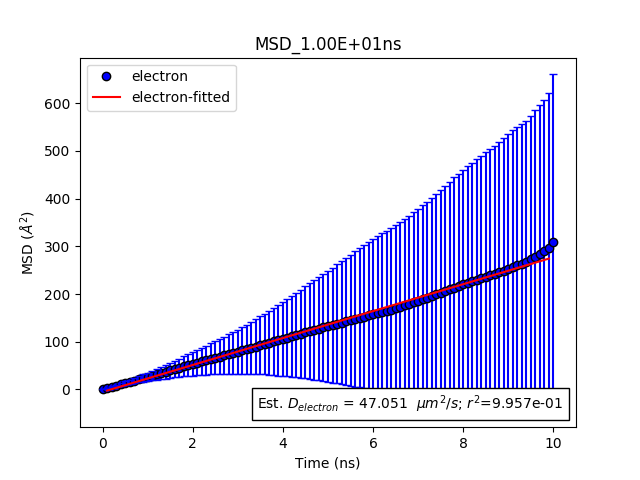 MSD_1.00E+01ns
electron
electron-fitted
MSD (Å²)
600
500
400
300
200
100
0
Est. D_electron = 47.051 μm²/s; r²=9.957e-01
0 2 4 6 8 10
Time (ns)